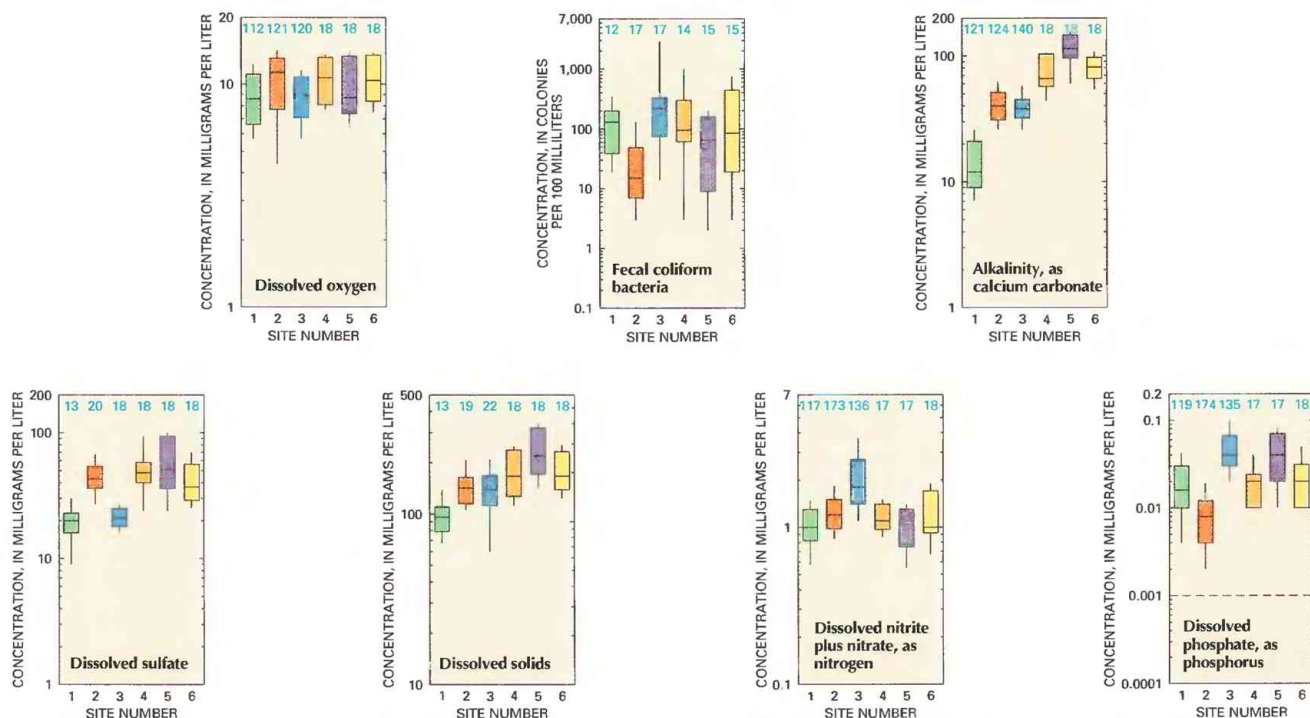 CONCENTRATION, IN MILLIGRAMS PER LITER
20
10
1
112 121 120 18 18 18
Dissolved oxygen
1 2 3 4 5 6
SITE NUMBER
CONCENTRATION, IN COLONIES
PER 100 MILLILITERS
7,000
1,000
100
10
1
0.1
12 17 17 14 15 15
Fecal coliform
bacteria
1 2 3 4 5 6
SITE NUMBER
CONCENTRATION, IN MILLIGRAMS PER LITER
200
100
10
1
121 124 140 18 18 18
Alkalinity, as
calcium carbonate
1 2 3 4 5 6
SITE NUMBER
CONCENTRATION, IN MILLIGRAMS PER LITER
200
100
10
1
13 20 18 18 18 18
Dissolved sulfate
1 2 3 4 5 6
SITE NUMBER
CONCENTRATION, IN MILLIGRAMS PER LITER
500
100
10
13 19 22 18 18 18
Dissolved solids
1 2 3 4 5 6
SITE NUMBER
CONCENTRATION, IN MILLIGRAMS PER LITER
7
1
0.1
117 173 136 17 17 18
Dissolved nitrite
plus nitrate, as
nitrogen
1 2 3 4 5 6
SITE NUMBER
CONCENTRATION, IN MILLIGRAMS PER LITER
0.2
0.1
0.01
0.001
0.0001
119 174 135 17 17 18
Dissolved
phosphate, as
phosphorus
1 2 3 4 5 6
SITE NUMBER